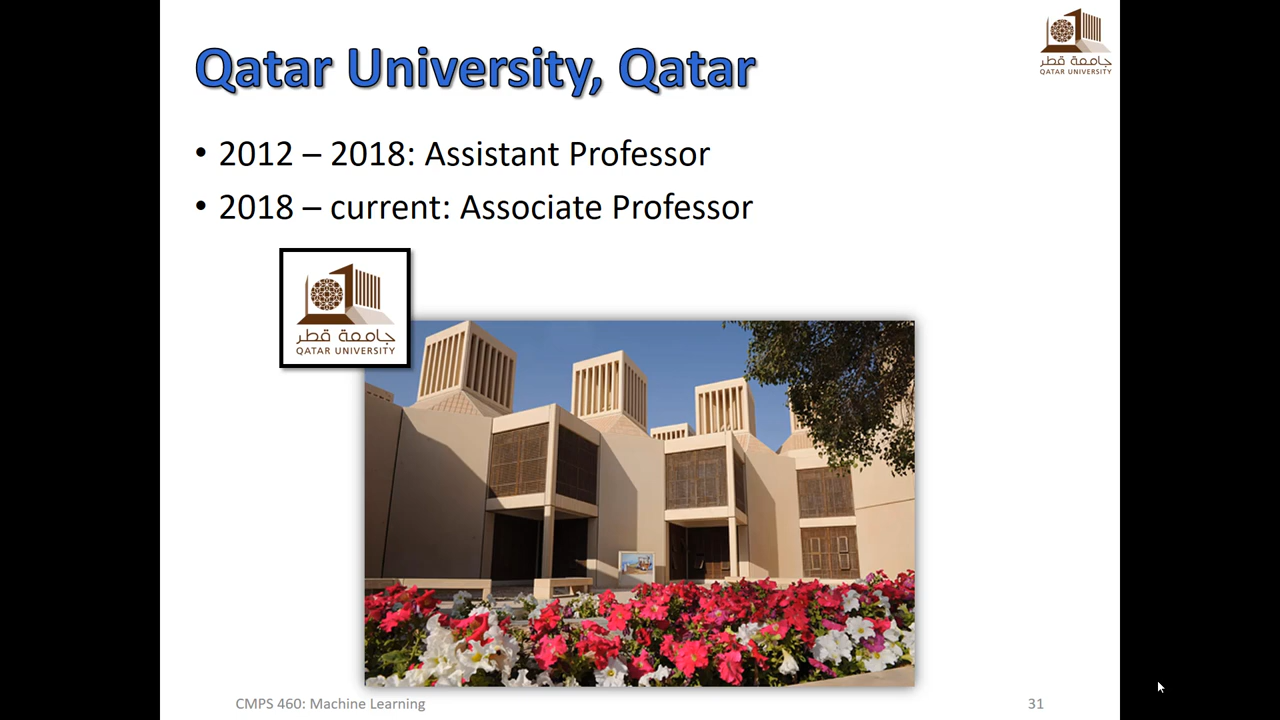 Qatar University, Qatar
جامعة قطر
QATAR UNIVERSITY
• 2012 – 2018: Assistant Professor
• 2018 – current: Associate Professor
جامعة قطر
QATAR UNIVERSITY
CMPS 460: Machine Learning
31